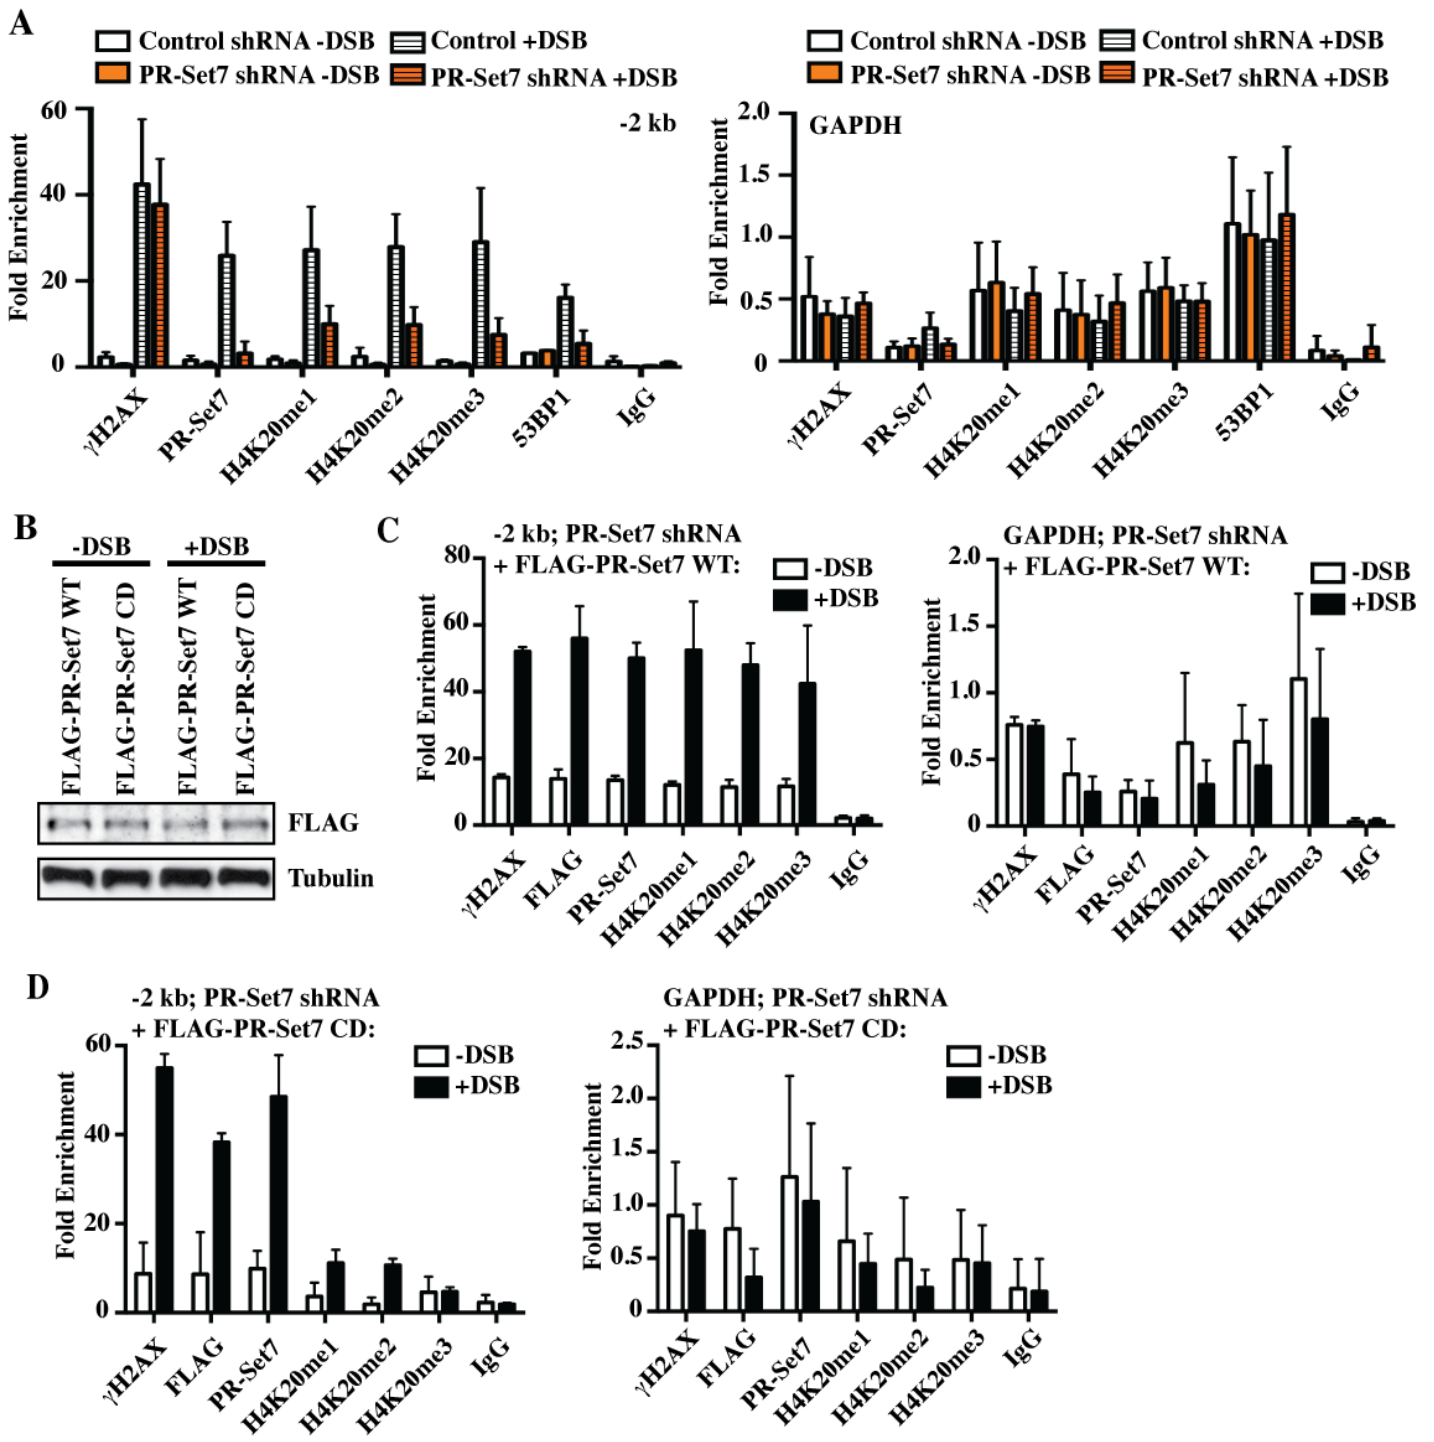 A
Control shRNA -DSB
Control +DSB
PR-Set7 shRNA -DSB
PR-Set7 shRNA +DSB
-2 kb
Fold Enrichment
60
40
20
0
γH2AX
PR-Set7
H4K20me1
H4K20me2
H4K20me3
53BP1
IgG
Control shRNA -DSB
Control shRNA +DSB
PR-Set7 shRNA -DSB
PR-Set7 shRNA +DSB
GAPDH
Fold Enrichment
2.0
1.5
1.0
0.5
0
γH2AX
PR-Set7
H4K20me1
H4K20me2
H4K20me3
53BP1
IgG
B
-DSB
+DSB
FLAG-PR-Set7 WT
FLAG-PR-Set7 CD
FLAG-PR-Set7 WT
FLAG-PR-Set7 CD
FLAG
Tubulin
C
-2 kb; PR-Set7 shRNA
+ FLAG-PR-Set7 WT:
-DSB
+DSB
Fold Enrichment
80
60
40
20
0
γH2AX
FLAG
PR-Set7
H4K20me1
H4K20me2
H4K20me3
IgG
GAPDH; PR-Set7 shRNA
+ FLAG-PR-Set7 WT:
-DSB
+DSB
Fold Enrichment
2.0
1.5
1.0
0.5
0
γH2AX
FLAG
PR-Set7
H4K20me1
H4K20me2
H4K20me3
IgG
D
-2 kb; PR-Set7 shRNA
+ FLAG-PR-Set7 CD:
-DSB
+DSB
Fold Enrichment
60
40
20
0
γH2AX
FLAG
PR-Set7
H4K20me1
H4K20me2
H4K20me3
IgG
GAPDH; PR-Set7 shRNA
+ FLAG-PR-Set7 CD:
-DSB
+DSB
Fold Enrichment
2.5
2.0
1.5
1.0
0.5
0
γH2AX
FLAG
PR-Set7
H4K20me1
H4K20me2
H4K20me3
IgG